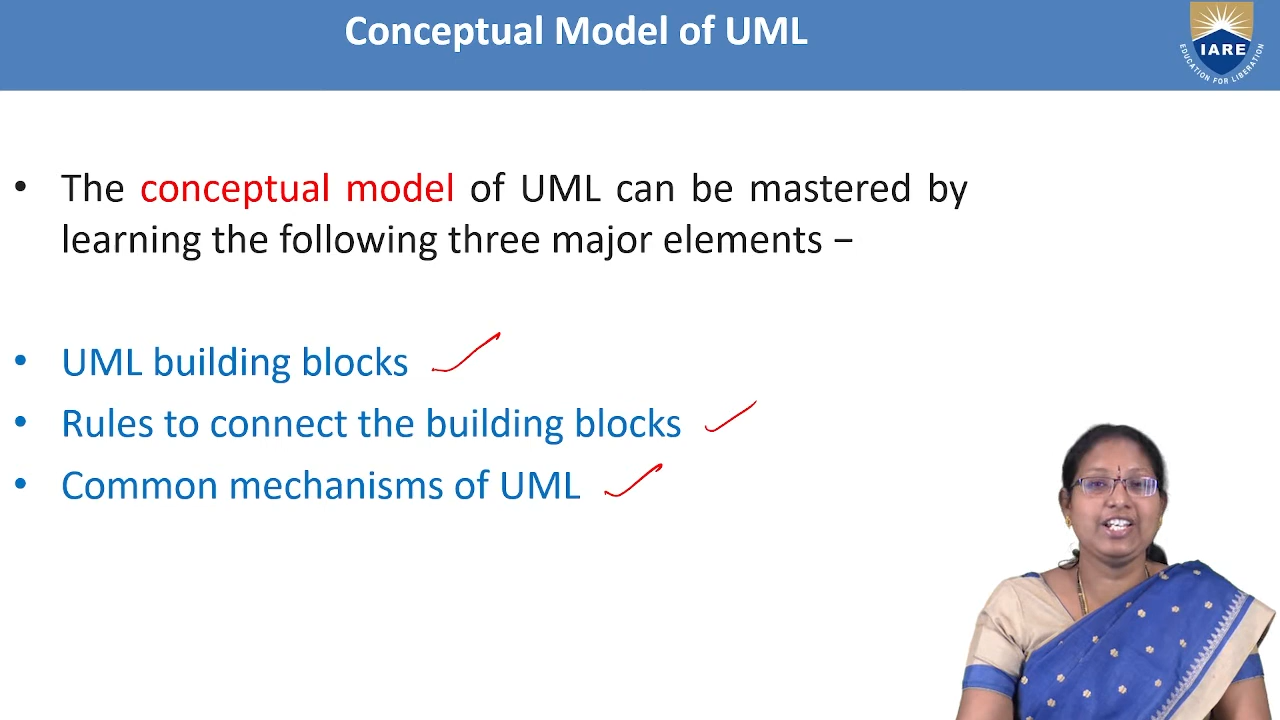 Conceptual Model of UML
IARE
EDUCATION FOR LIBERATION
• The conceptual model of UML can be mastered by
learning the following three major elements −
• UML building blocks
• Rules to connect the building blocks
• Common mechanisms of UML